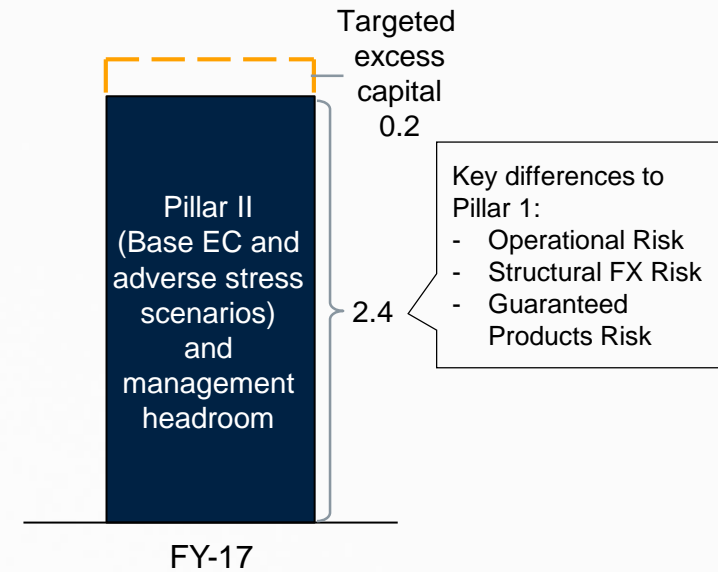 Targeted
excess
capital
0.2
Pillar II
(Base EC and
adverse stress
scenarios)
and
management
headroom
2.4
Key differences to
Pillar 1:
- Operational Risk
- Structural FX Risk
- Guaranteed
Products Risk
FY-17